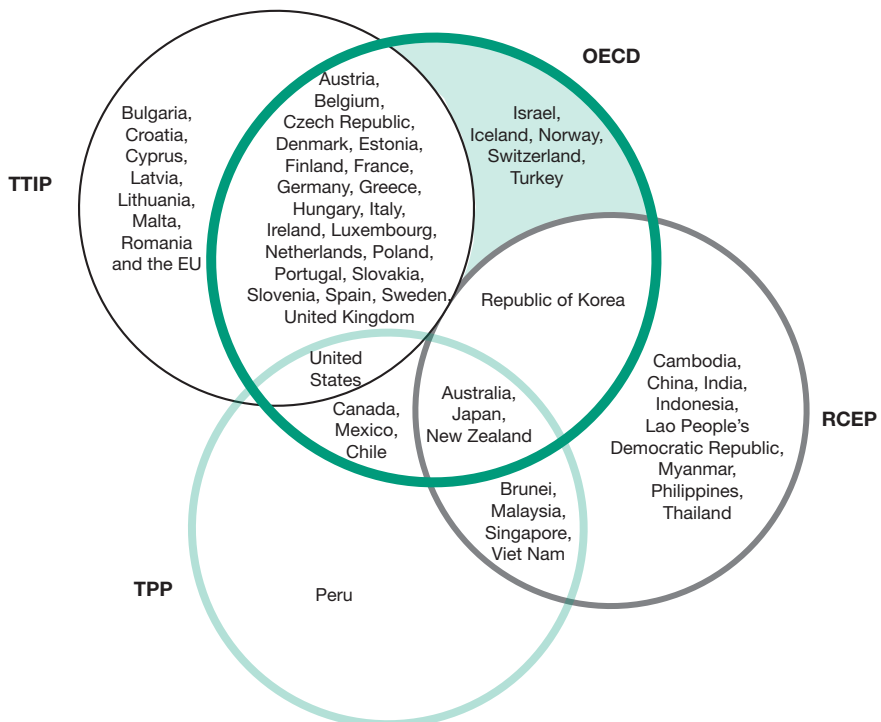 OECD
TTIP
Bulgaria,
Croatia,
Cyprus,
Latvia,
Lithuania,
Malta,
Romania
and the EU
Austria,
Belgium,
Czech Republic,
Denmark, Estonia,
Finland, France,
Germany, Greece,
Hungary, Italy,
Ireland, Luxembourg,
Netherlands, Poland,
Portugal, Slovakia,
Slovenia, Spain, Sweden,
United Kingdom
Israel,
Iceland, Norway,
Switzerland,
Turkey
Republic of Korea
United
States
Canada,
Mexico,
Chile
Australia,
Japan,
New Zealand
Cambodia,
China, India,
Indonesia,
Lao People's
Democratic Republic,
Myanmar,
Philippines,
Thailand
RCEP
Brunei,
Malaysia,
Singapore,
Viet Nam
TPP
Peru